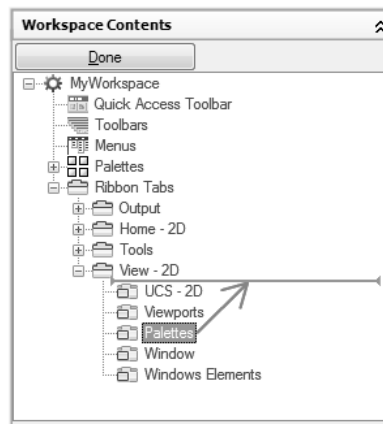 Workspace Contents
Done
MyWorkspace
Quick Access Toolbar
Toolbars
Menus
Palettes
Ribbon Tabs
Output
Home - 2D
Tools
View - 2D
UCS - 2D
Viewports
Palettes
Window
Windows Elements